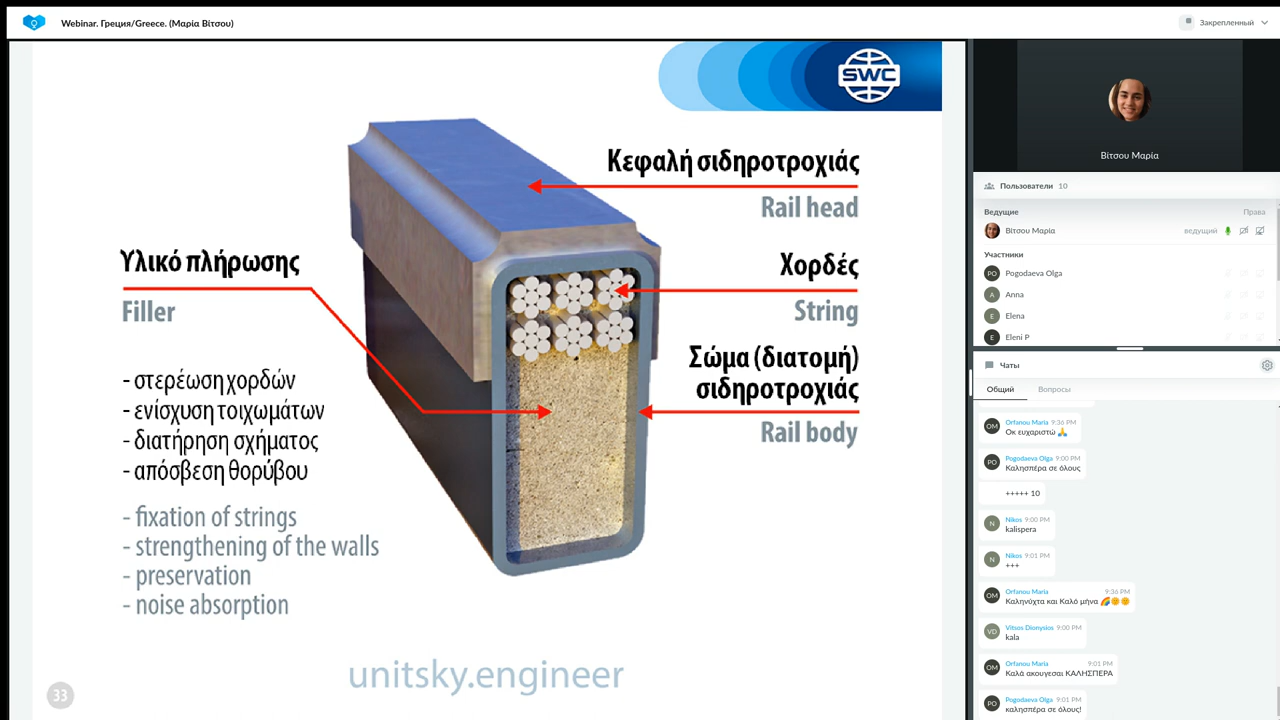 Webinar. Греция/Greece. (Μαρία Βίτσου)
Закрепленный
SWC
Κεφαλή σιδηροτροχιάς
Rail head
Υλικό πλήρωσης
Filler
Χορδές
String
Σώμα (διατομή)
σιδηροτροχιάς
Rail body
- στερέωση χορδών
- ενίσχυση τοιχωμάτων
- διατήρηση σχήματος
- απόσβεση θορύβου
- fixation of strings
- strengthening of the walls
- preservation
- noise absorption
unitsky.engineer
33
Βίτσου Μαρία
Пользователи 10
Ведущие Права
Βίτσου Μαρία ведущий
Участники
PO Pogodaeva Olga
A Anna
E Elena
E Eleni P
Чаты
Общий Вопросы
OM Orfanou Maria 9:36 PM
Οκ ευχαριστώ 🙏
PO Pogodaeva Olga 9:00 PM
Καλησπέρα σε όλους
+++++ 10
N Nikos 9:00 PM
kalispera
N Nikos 9:01 PM
+++
OM Orfanou Maria 9:36 PM
Καληνύχτα και Καλό μήνα 🌈🌞🌞
VD Vitsos Dionysios 9:00 PM
kala
OM Orfanou Maria 9:01 PM
Καλά ακουγεσαι ΚΑΛΗΣΠΕΡΑ
PO Pogodaeva Olga 9:01 PM
καλησπέρα σε όλους!